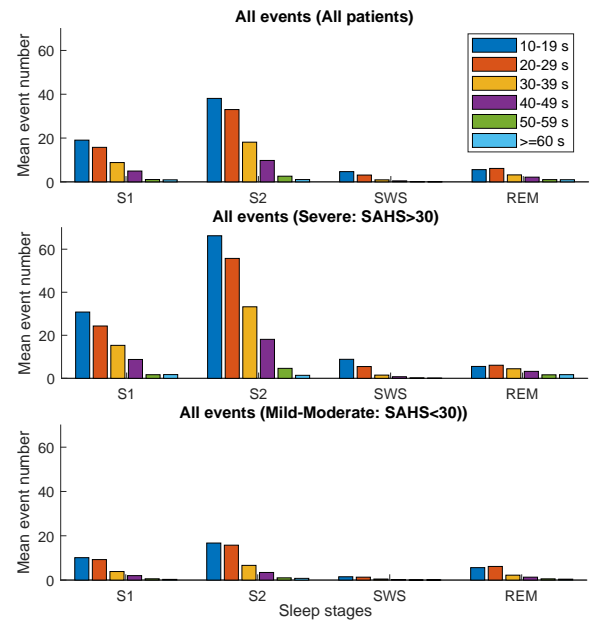 All events (All patients)
Mean event number
60
40
20
0
10-19 s
20-29 s
30-39 s
40-49 s
50-59 s
>=60 s
S1 S2 SWS REM
All events (Severe: SAHS>30)
Mean event number
60
40
20
0
S1 S2 SWS REM
All events (Mild-Moderate: SAHS<30))
Mean event number
60
40
20
0
S1 S2 SWS REM
Sleep stages